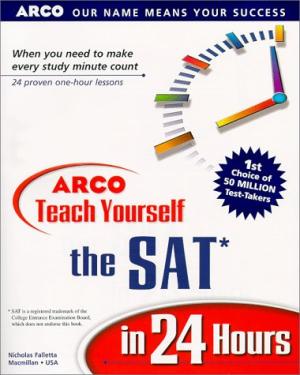 ARCO OUR NAME MEANS YOUR SUCCESS
When you need to make
every study minute count
24 proven one-hour lessons
1st
Choice of
50 MILLION
Test-Takers
ARCO
Teach Yourself
the SAT*
* SAT is a registered trademark of the
College Entrance Examination Board,
which does not endorse this book.
in 24 Hours
Nicholas Falletta
Macmillan • USA